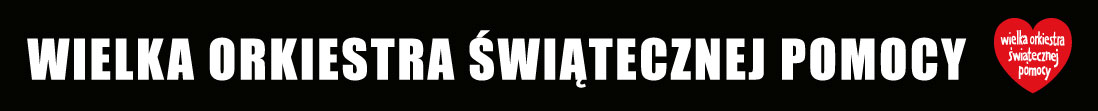 WIELKA ORKIESTRA ŚWIĄTECZNEJ POMOCY
wielka orkiestra
świątecznej
pomocy